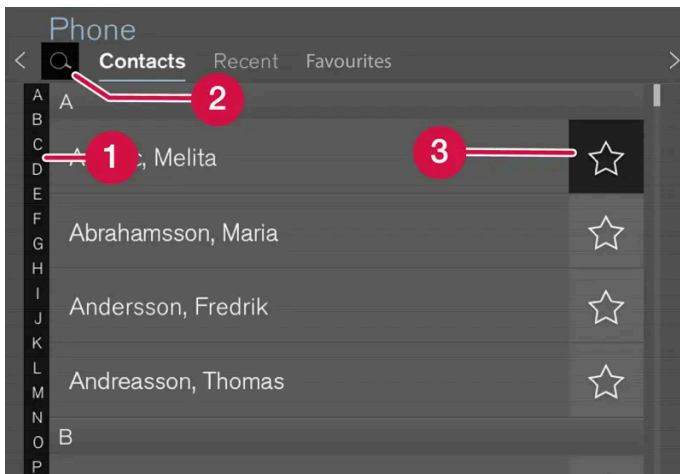 Phone
Contacts Recent Favourites
2
A
B
C
D
E
F
G
H
I
J
K
L
M
N
O
P
A
1
Melita
3
Abrahamsson, Maria
Andersson, Fredrik
Andreasson, Thomas
B